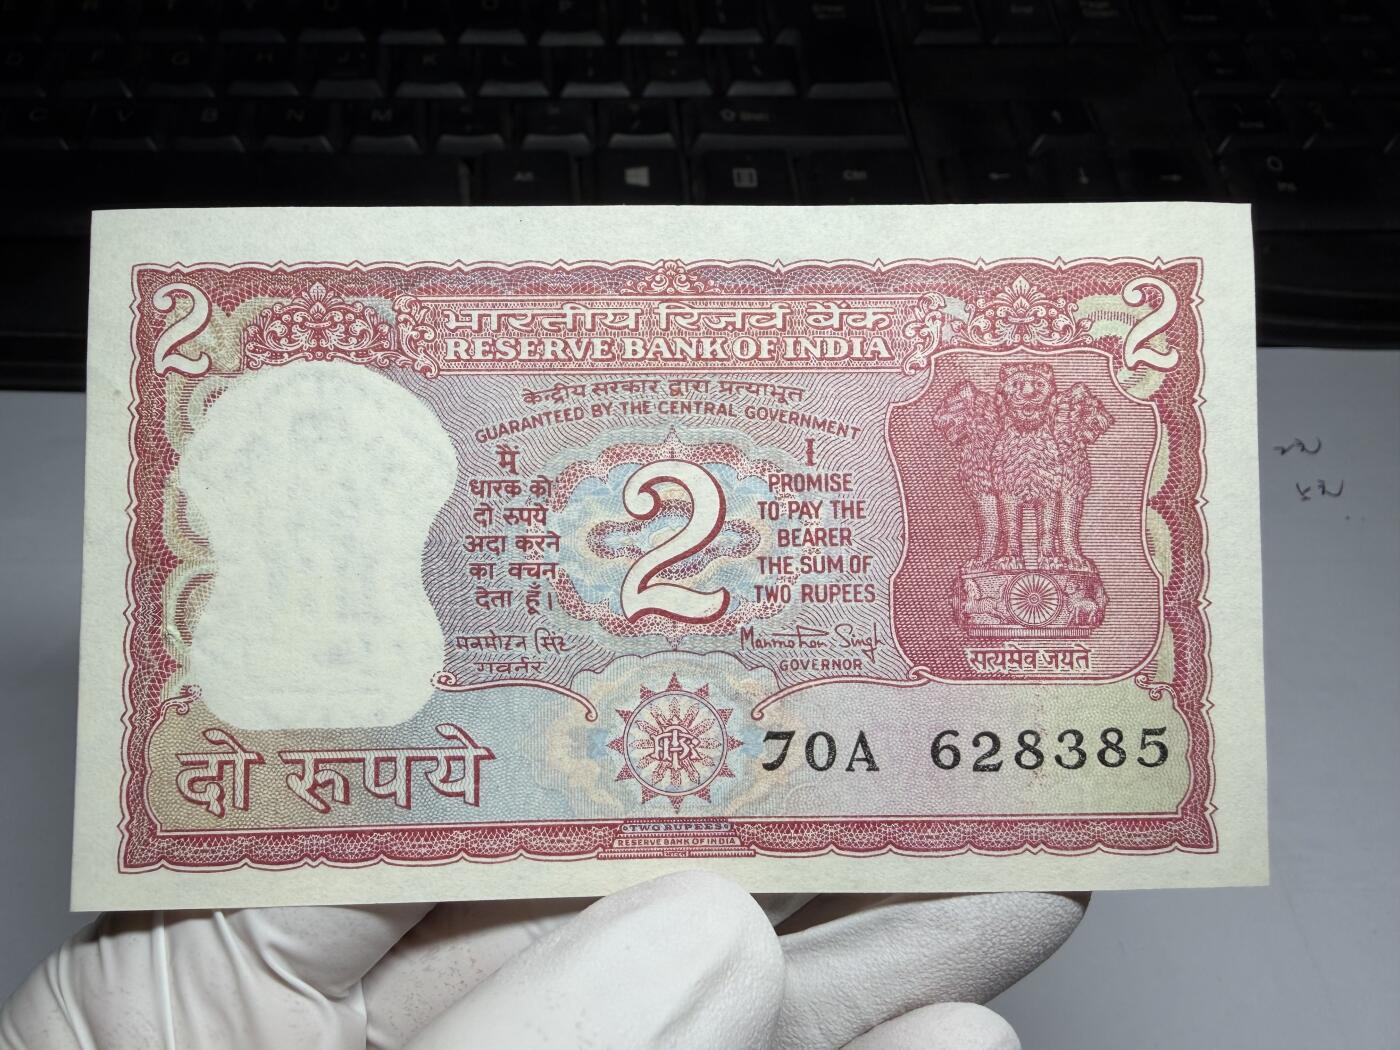 2
2
भारतीय रिज़र्व बैंक
RESERVE BANK OF INDIA
केन्द्रीय सरकार द्वारा प्रत्याभूत
GUARANTEED BY THE CENTRAL GOVERNMENT
मैं
धारक को
दो रुपये
अदा करने
का वचन
देता हूँ।
2
I
PROMISE
TO PAY THE
BEARER
THE SUM OF
TWO RUPEES
मनमोहन सिंह
गवर्नर
Manmohan Singh
GOVERNOR
सत्यमेव जयते
दो रुपये
70A 628385
TWO RUPEES
RESERVE BANK OF INDIA
Alt
Ctrl